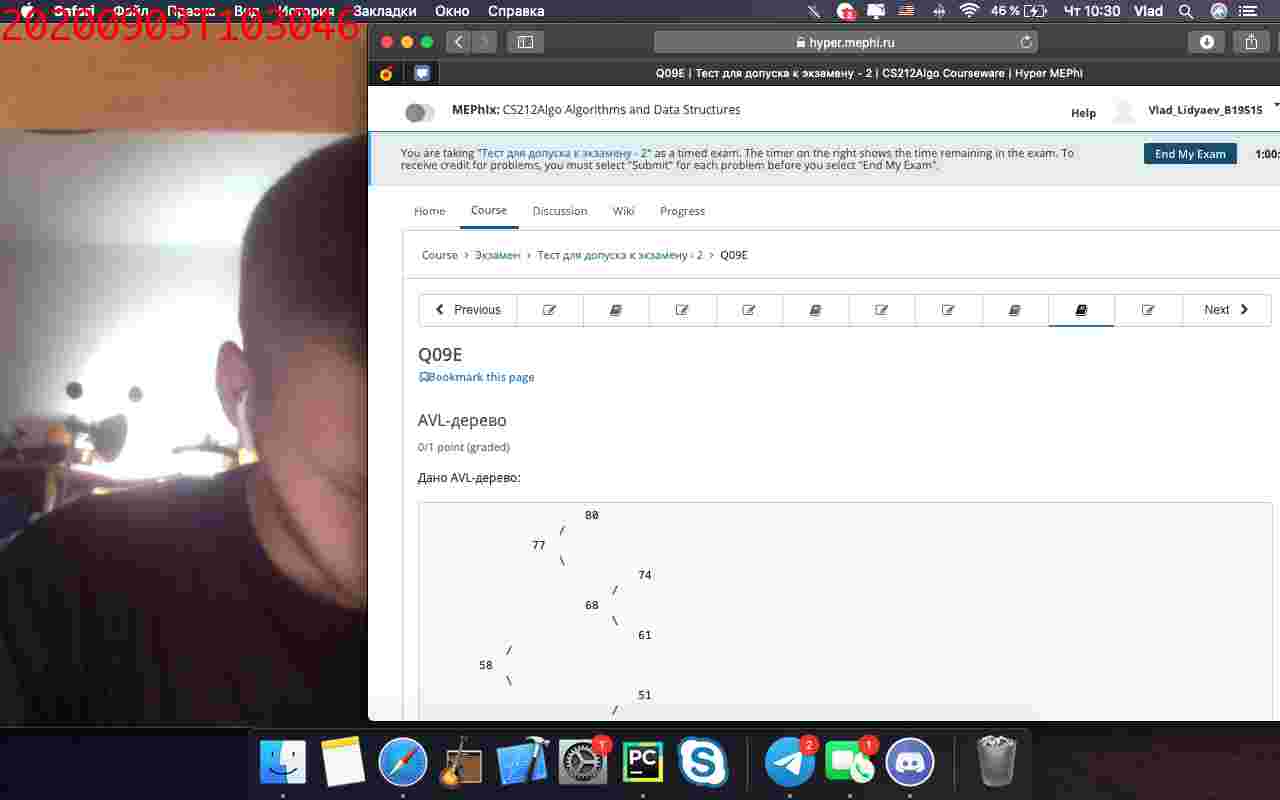 20200903T103046
Safari Файл Правка Вид История Закладки Окно Справка 46 % Чт 10:30 Vlad
hyper.mephi.ru
Q09E | Тест для допуска к экзамену - 2 | CS212Algo Courseware | Hyper MEPhI
MEPhIx: CS212Algo Algorithms and Data Structures
Help
Vlad_Lidyaev_B19515
You are taking "Тест для допуска к экзамену - 2" as a timed exam. The timer on the right shows the time remaining in the exam. To
receive credit for problems, you must select "Submit" for each problem before you select "End My Exam".
End My Exam
1:00:
Home Course Discussion Wiki Progress
Course > Экзамен > Тест для допуска к экзамену - 2 > Q09E
Previous
Next
Q09E
Bookmark this page
AVL-дерево
0/1 point (graded)
Дано AVL-дерево:
80
/
77
\
74
/
68
\
61
/
58
\
51
/
PC
2
1